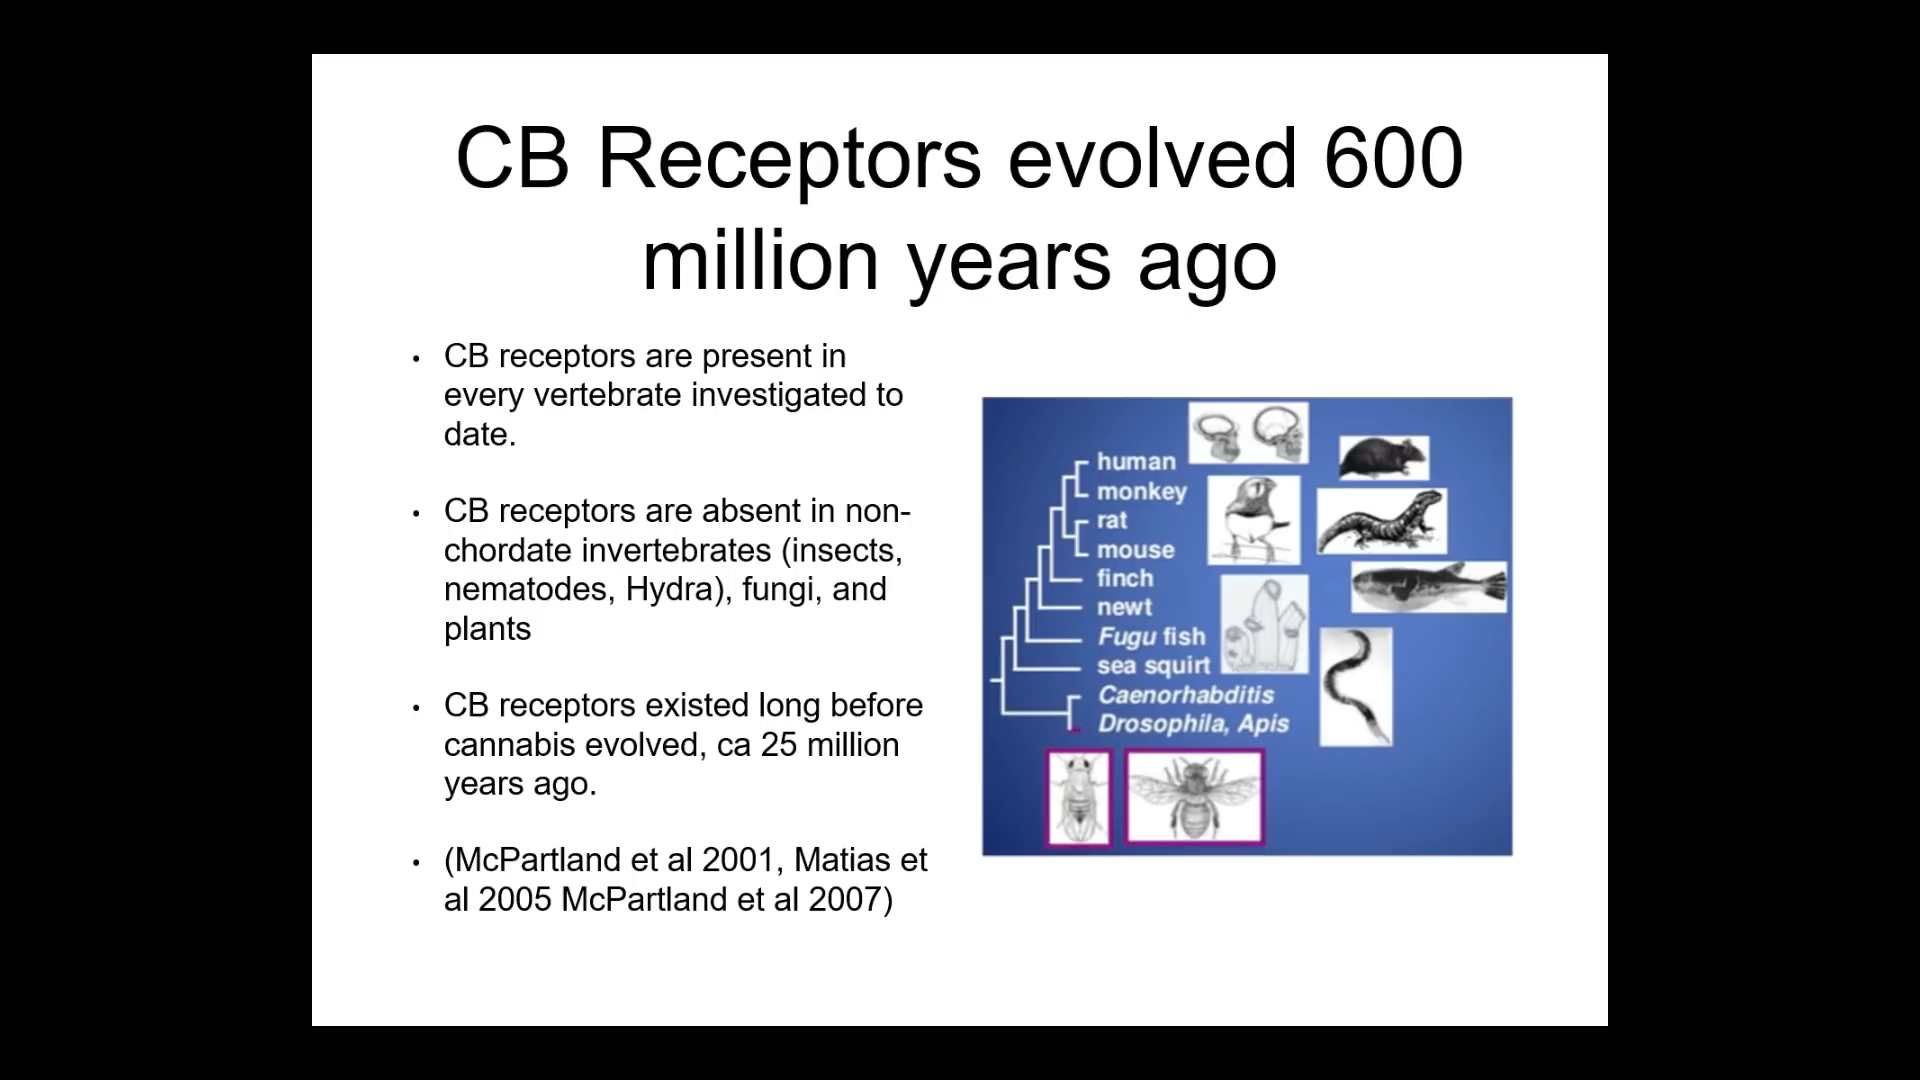 CB Receptors evolved 600
million years ago
• CB receptors are present in
every vertebrate investigated to
date.
• CB receptors are absent in non-
chordate invertebrates (insects,
nematodes, Hydra), fungi, and
plants
• CB receptors existed long before
cannabis evolved, ca 25 million
years ago.
• (McPartland et al 2001, Matias et
al 2005 McPartland et al 2007)
human
monkey
rat
mouse
finch
newt
Fugu fish
sea squirt
Caenorhabditis
Drosophila, Apis